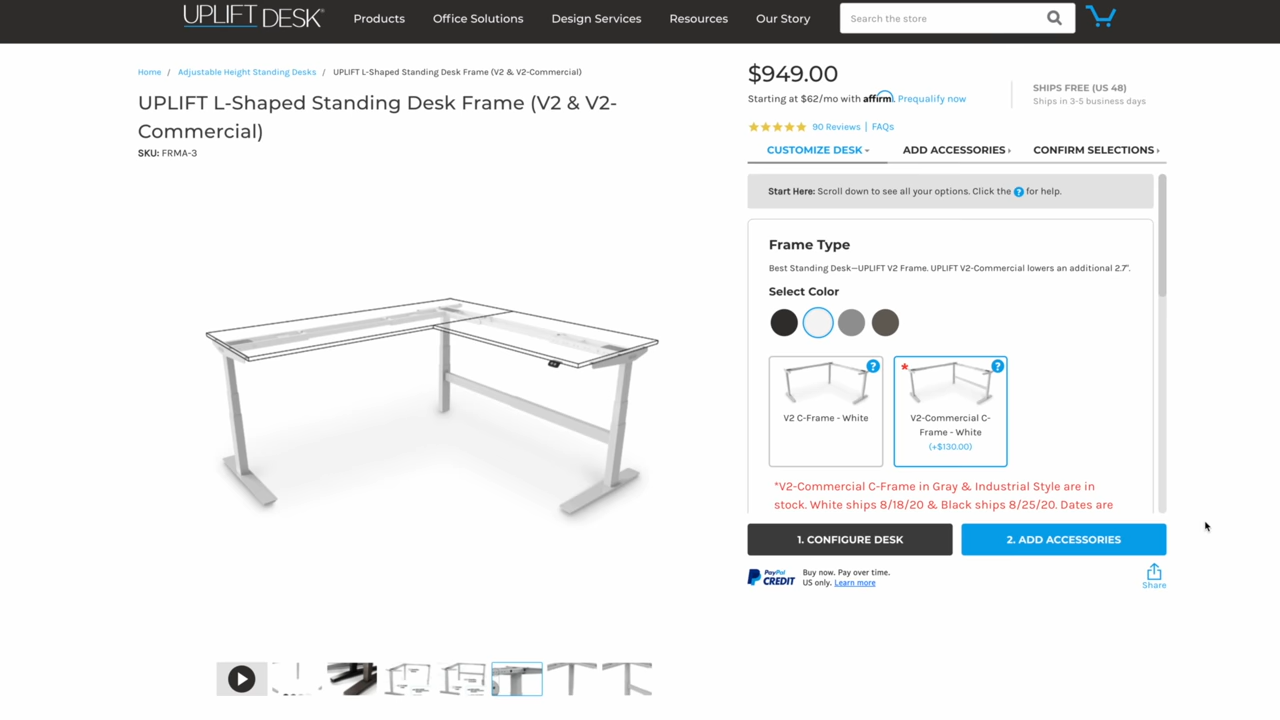 UPLIFT DESK®
Products
Office Solutions
Design Services
Resources
Our Story
Search the store
Home / Adjustable Height Standing Desks / UPLIFT L-Shaped Standing Desk Frame (V2 & V2-Commercial)
UPLIFT L-Shaped Standing Desk Frame (V2 & V2-
Commercial)
SKU: FRMA-3
$949.00
Starting at $62/mo with affirm. Prequalify now
SHIPS FREE (US 48)
Ships in 3-5 business days
90 Reviews | FAQs
CUSTOMIZE DESK
ADD ACCESSORIES
CONFIRM SELECTIONS
Start Here: Scroll down to see all your options. Click the ? for help.
Frame Type
Best Standing Desk—UPLIFT V2 Frame. UPLIFT V2-Commercial lowers an additional 2.7".
Select Color
?
V2 C-Frame - White
*
?
V2-Commercial C-
Frame - White
(+$130.00)
*V2-Commercial C-Frame in Gray & Industrial Style are in
stock. White ships 8/18/20 & Black ships 8/25/20. Dates are
1. CONFIGURE DESK
2. ADD ACCESSORIES
PayPal
CREDIT
Buy now. Pay over time.
US only. Learn more
Share